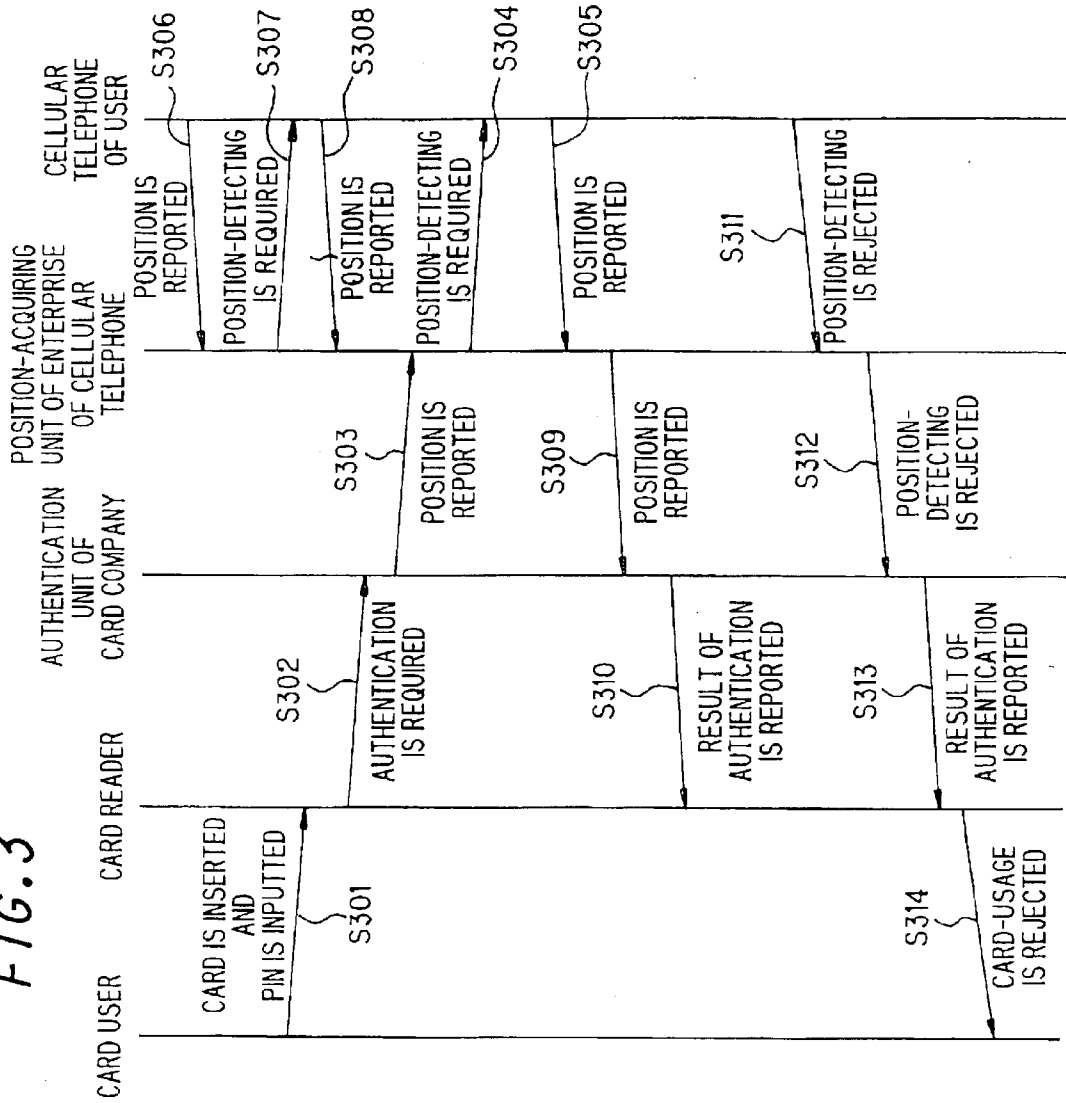 FIG.3
CARD USER
CARD READER
AUTHENTICATION
UNIT OF
CARD COMPANY
POSITION-ACQUIRING
UNIT OF ENTERPRISE
OF CELLULAR
TELEPHONE
CELLULAR
TELEPHONE
OF USER
S306
POSITION IS
REPORTED
S307
POSITION-DETECTING
IS REQUIRED
S308
POSITION IS
REPORTED
CARD IS INSERTED
AND
PIN IS INPUTTED
S301
S302
AUTHENTICATION
IS REQUIRED
S303
POSITION IS
REPORTED
POSITION-DETECTING
IS REQUIRED
S304
S305
POSITION IS
REPORTED
S309
POSITION IS
REPORTED
S310
RESULT OF
AUTHENTICATION
IS REPORTED
S311
POSITION-DETECTING
IS REJECTED
S312
POSITION-
DETECTING
IS REJECTED
S313
RESULT OF
AUTHENTICATION
IS REPORTED
S314
CARD-USAGE
IS REJECTED